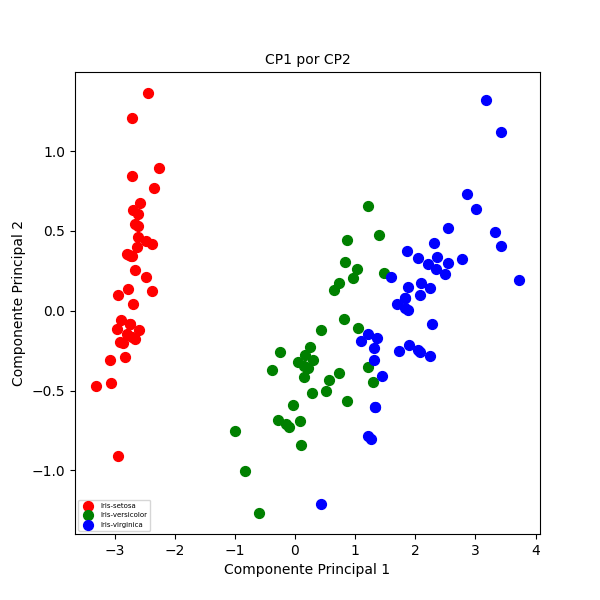 CP1 por CP2
Componente Principal 2
1.0
0.5
0.0
−0.5
−1.0
Iris-setosa
Iris-versicolor
Iris-virginica
−3 −2 −1 0 1 2 3 4
Componente Principal 1